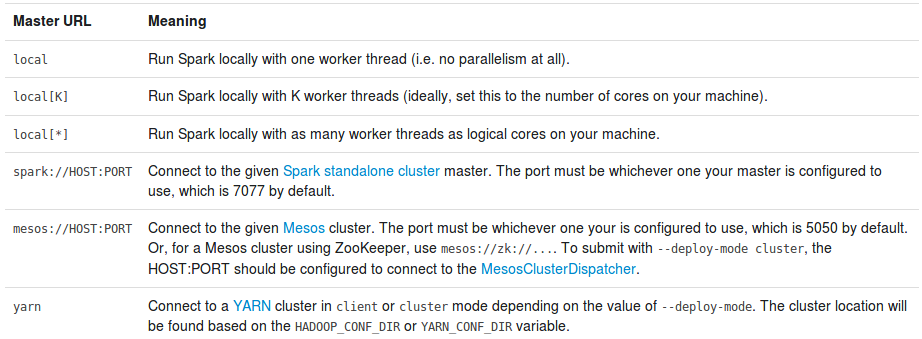 Master URL Meaning
local Run Spark locally with one worker thread (i.e. no parallelism at all).
local[K] Run Spark locally with K worker threads (ideally, set this to the number of cores on your machine).
local[*] Run Spark locally with as many worker threads as logical cores on your machine.
spark://HOST:PORT Connect to the given Spark standalone cluster master. The port must be whichever one your master is configured to
use, which is 7077 by default.
mesos://HOST:PORT Connect to the given Mesos cluster. The port must be whichever one your is configured to use, which is 5050 by default.
Or, for a Mesos cluster using ZooKeeper, use mesos://zk://.... To submit with --deploy-mode cluster, the
HOST:PORT should be configured to connect to the MesosClusterDispatcher.
yarn Connect to a YARN cluster in client or cluster mode depending on the value of --deploy-mode. The cluster location will
be found based on the HADOOP_CONF_DIR or YARN_CONF_DIR variable.